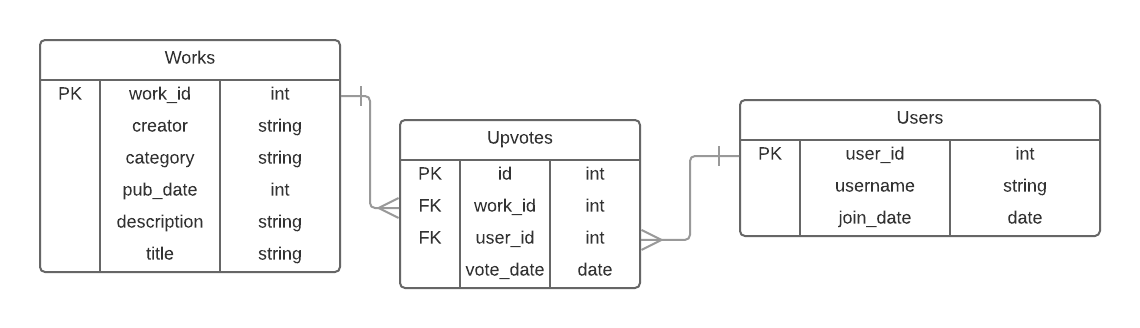 Works
PK work_id int
creator string
category string
pub_date int
description string
title string
Upvotes
PK id int
FK work_id int
FK user_id int
vote_date date
Users
PK user_id int
username string
join_date date